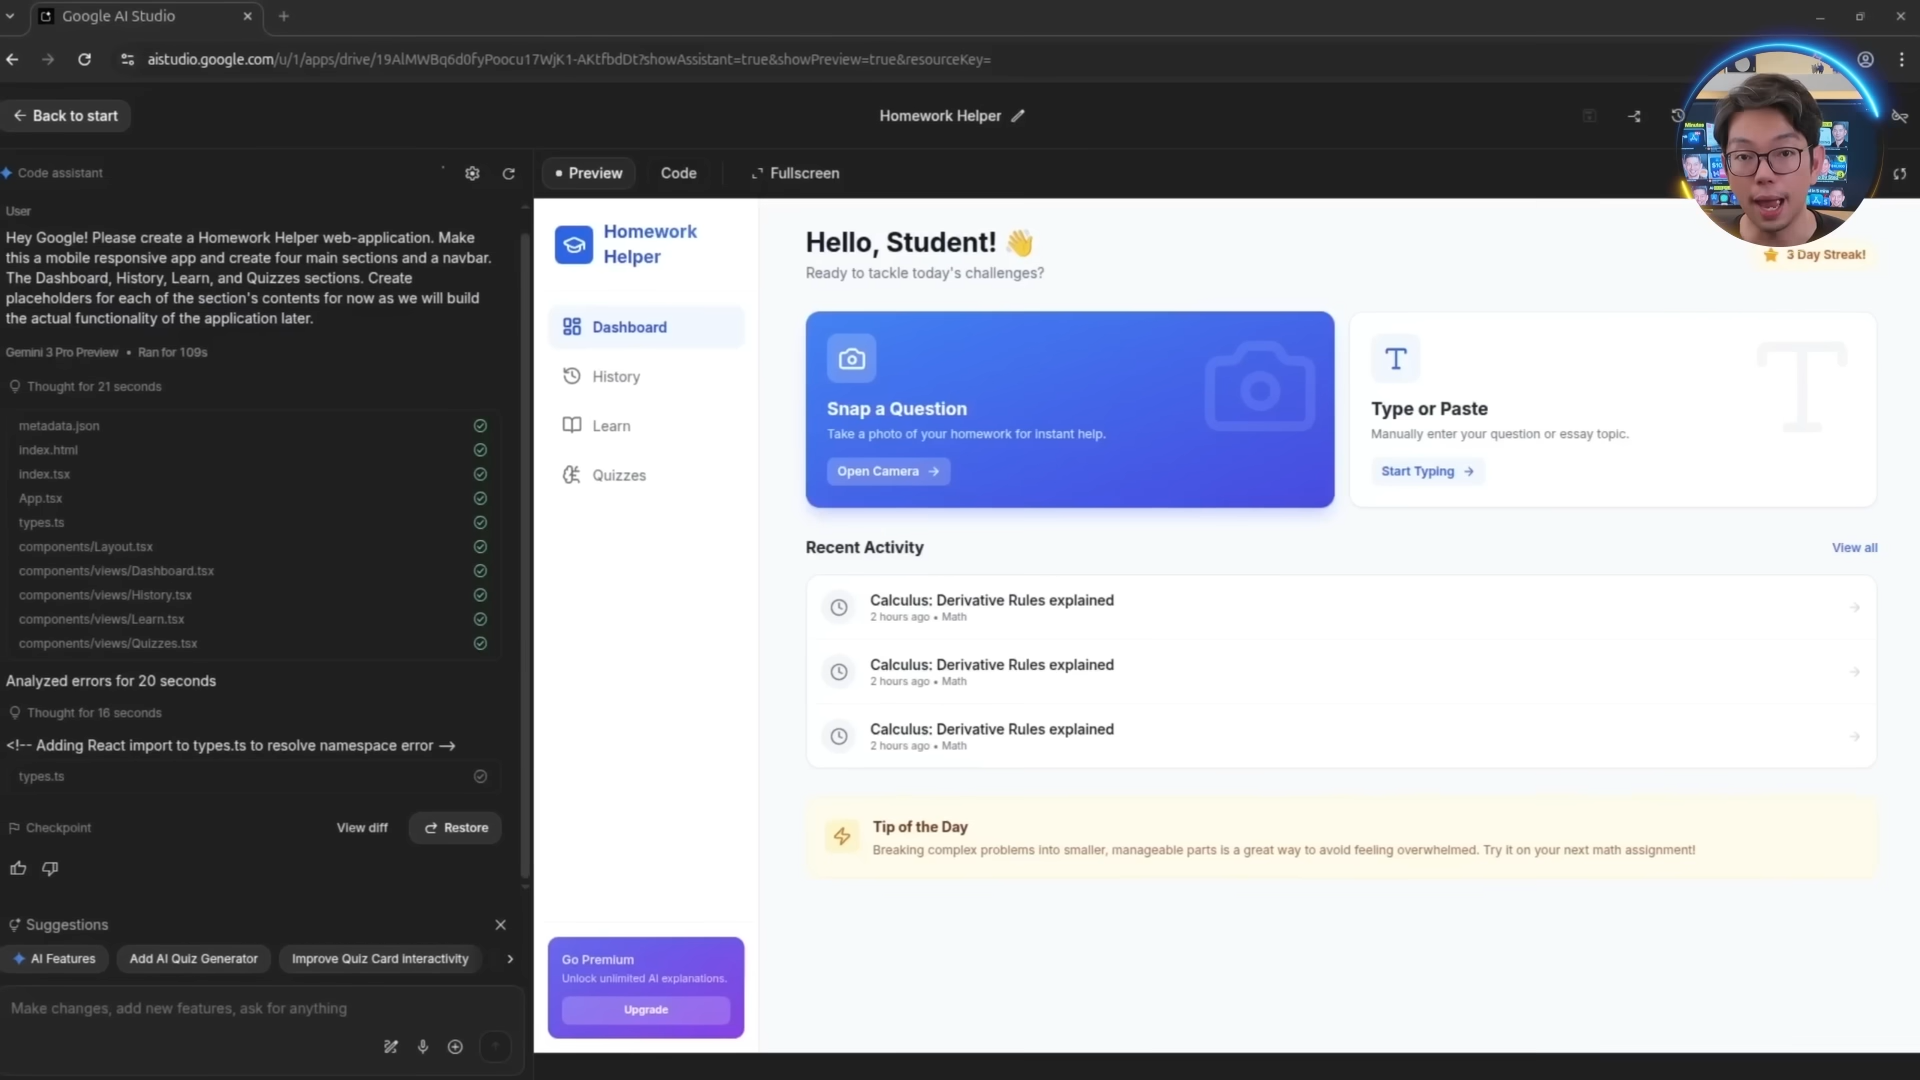 Google AI Studio
aistudio.google.com/u/1/apps/drive/19AlMWBq6d0fyPoocu17WjK1-AKtfbdDt?showAssistant=true&showPreview=true&resourceKey=
Back to start
Homework Helper
Code assistant
Preview
Code
Fullscreen
User
Hey Google! Please create a Homework Helper web-application. Make
this a mobile responsive app and create four main sections and a navbar.
The Dashboard, History, Learn, and Quizzes sections. Create
placeholders for each of the section's contents for now as we will build
the actual functionality of the application later.
Gemini 3 Pro Preview • Ran for 109s
Thought for 21 seconds
metadata.json
index.html
index.tsx
App.tsx
types.ts
components/Layout.tsx
components/views/Dashboard.tsx
components/views/History.tsx
components/views/Learn.tsx
components/views/Quizzes.tsx
Analyzed errors for 20 seconds
Thought for 16 seconds
<!-- Adding React import to types.ts to resolve namespace error -->
types.ts
Checkpoint
View diff
Restore
Suggestions
AI Features
Add AI Quiz Generator
Improve Quiz Card Interactivity
Make changes, add new features, ask for anything
Homework
Helper
Dashboard
History
Learn
Quizzes
Go Premium
Unlock unlimited AI explanations.
Upgrade
Hello, Student! 👋
Ready to tackle today's challenges?
3 Day Streak!
Snap a Question
Take a photo of your homework for instant help.
Open Camera
Type or Paste
Manually enter your question or essay topic.
Start Typing
Recent Activity
View all
Calculus: Derivative Rules explained
2 hours ago • Math
Calculus: Derivative Rules explained
2 hours ago • Math
Calculus: Derivative Rules explained
2 hours ago • Math
Tip of the Day
Breaking complex problems into smaller, manageable parts is a great way to avoid feeling overwhelmed. Try it on your next math assignment!